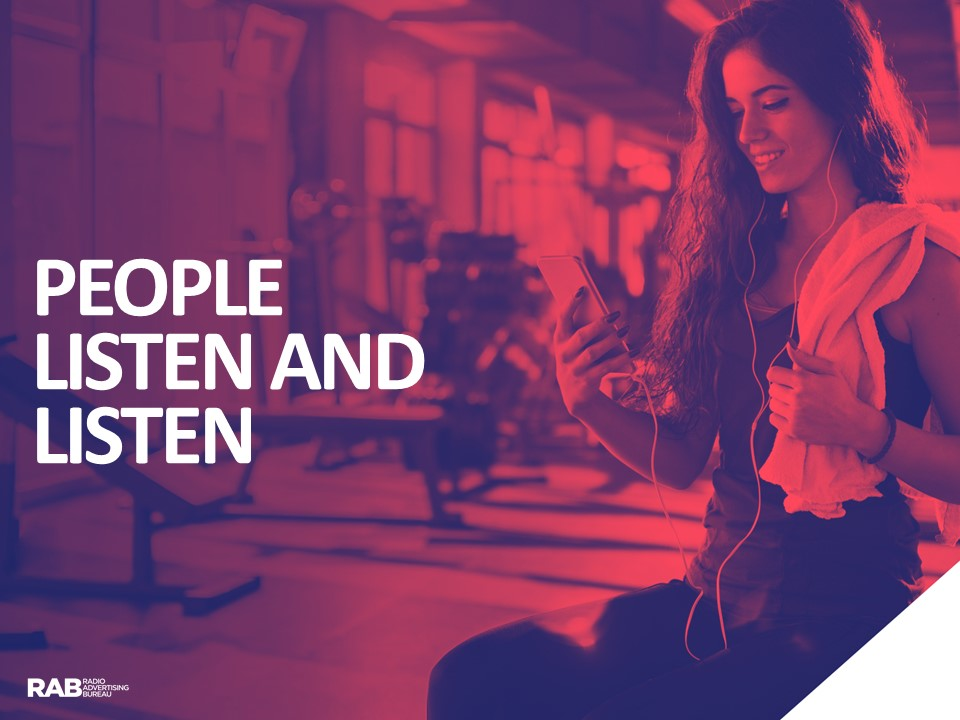 PEOPLE
LISTEN AND
LISTEN
RAB RADIO
ADVERTISING
BUREAU